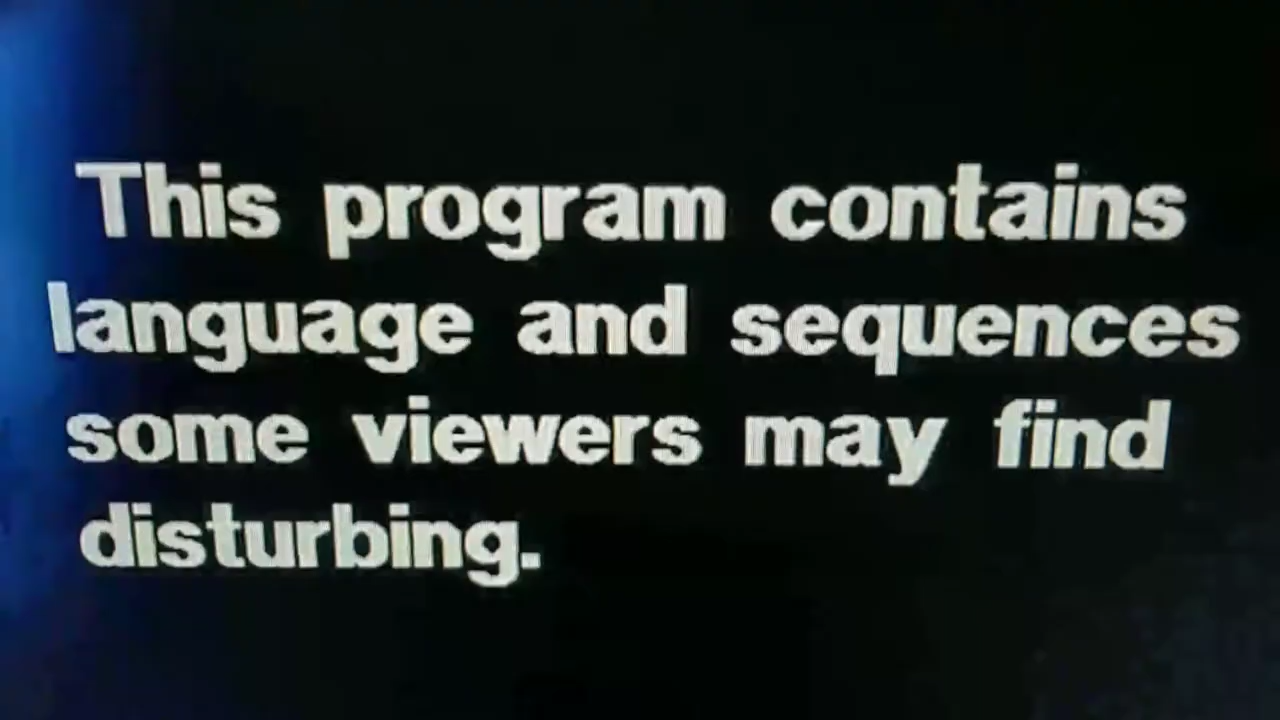 This program contains
language and sequences
some viewers may find
disturbing.